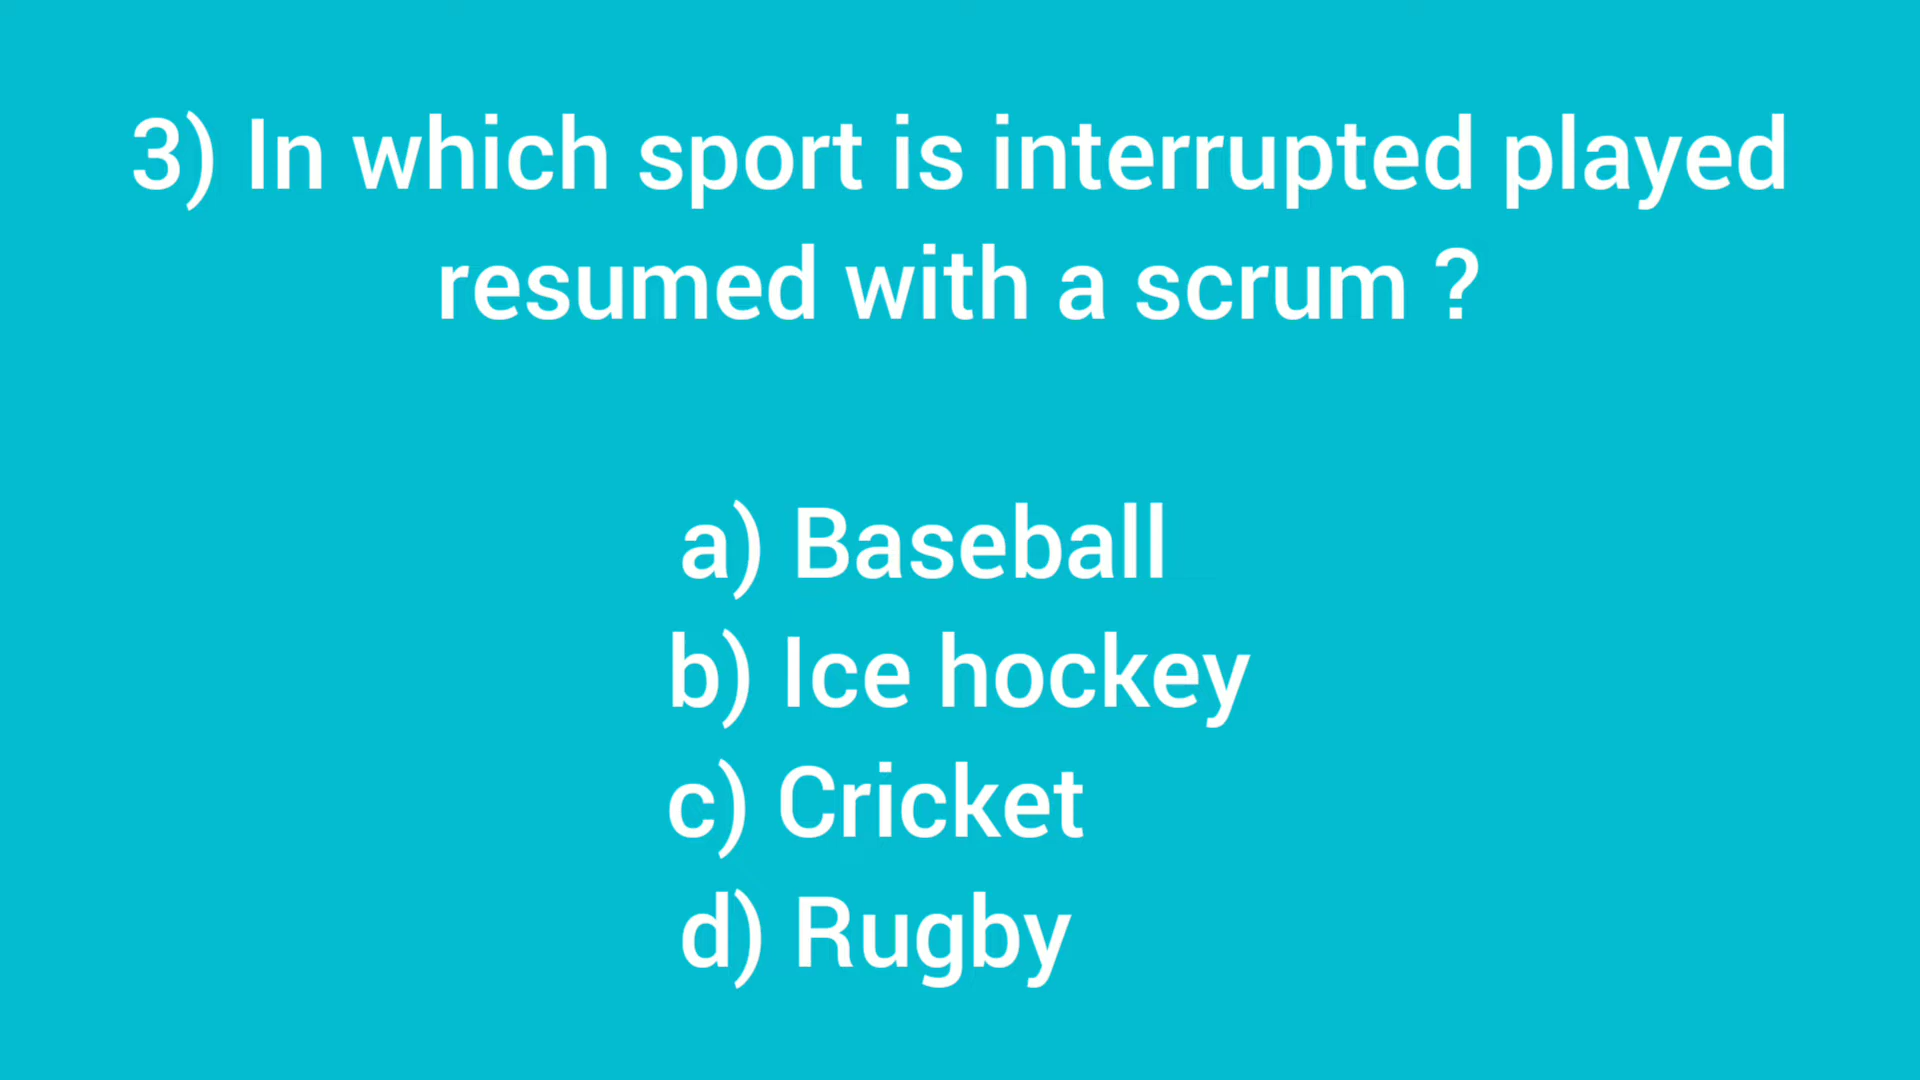 3) In which sport is interrupted played
resumed with a scrum ?
a) Baseball
b) Ice hockey
c) Cricket
d) Rugby